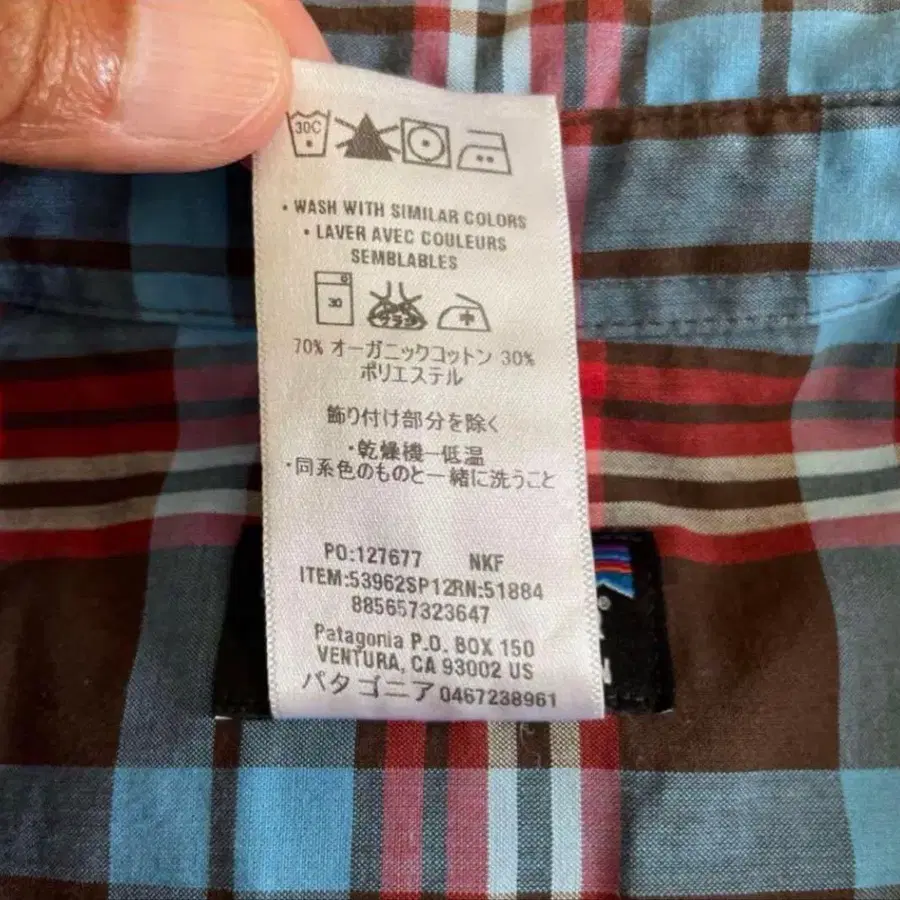 30C
• WASH WITH SIMILAR COLORS
• LAVER AVEC COULEURS
SEMBLABLES
30
中
70% オーガニックコットン 30%
ポリエステル
飾り付け部分を除く
・乾燥機ー低温
・同系色のものと一緒に洗うこと
PO:127677 NKF
ITEM:53962SP12RN:51884
885657323647
Patagonia P.O. BOX 150
VENTURA, CA 93002 US
パタゴニア 0467238961